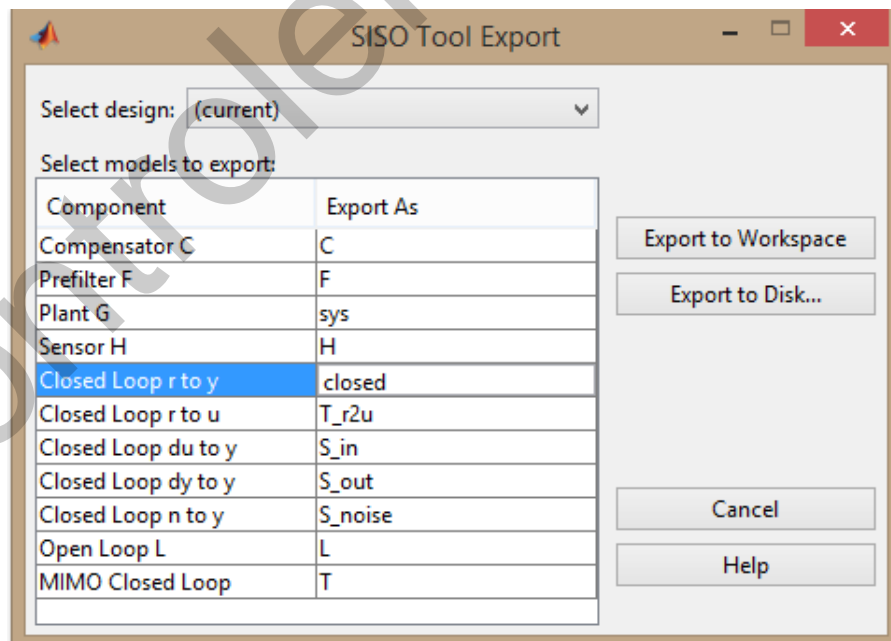 SISO Tool Export
Select design: (current)
Select models to export:
Component Export As
Compensator C C
Prefilter F F
Plant G sys
Sensor H H
Closed Loop r to y closed
Closed Loop r to u T_r2u
Closed Loop du to y S_in
Closed Loop dy to y S_out
Closed Loop n to y S_noise
Open Loop L L
MIMO Closed Loop T
Export to Workspace
Export to Disk...
Cancel
Help